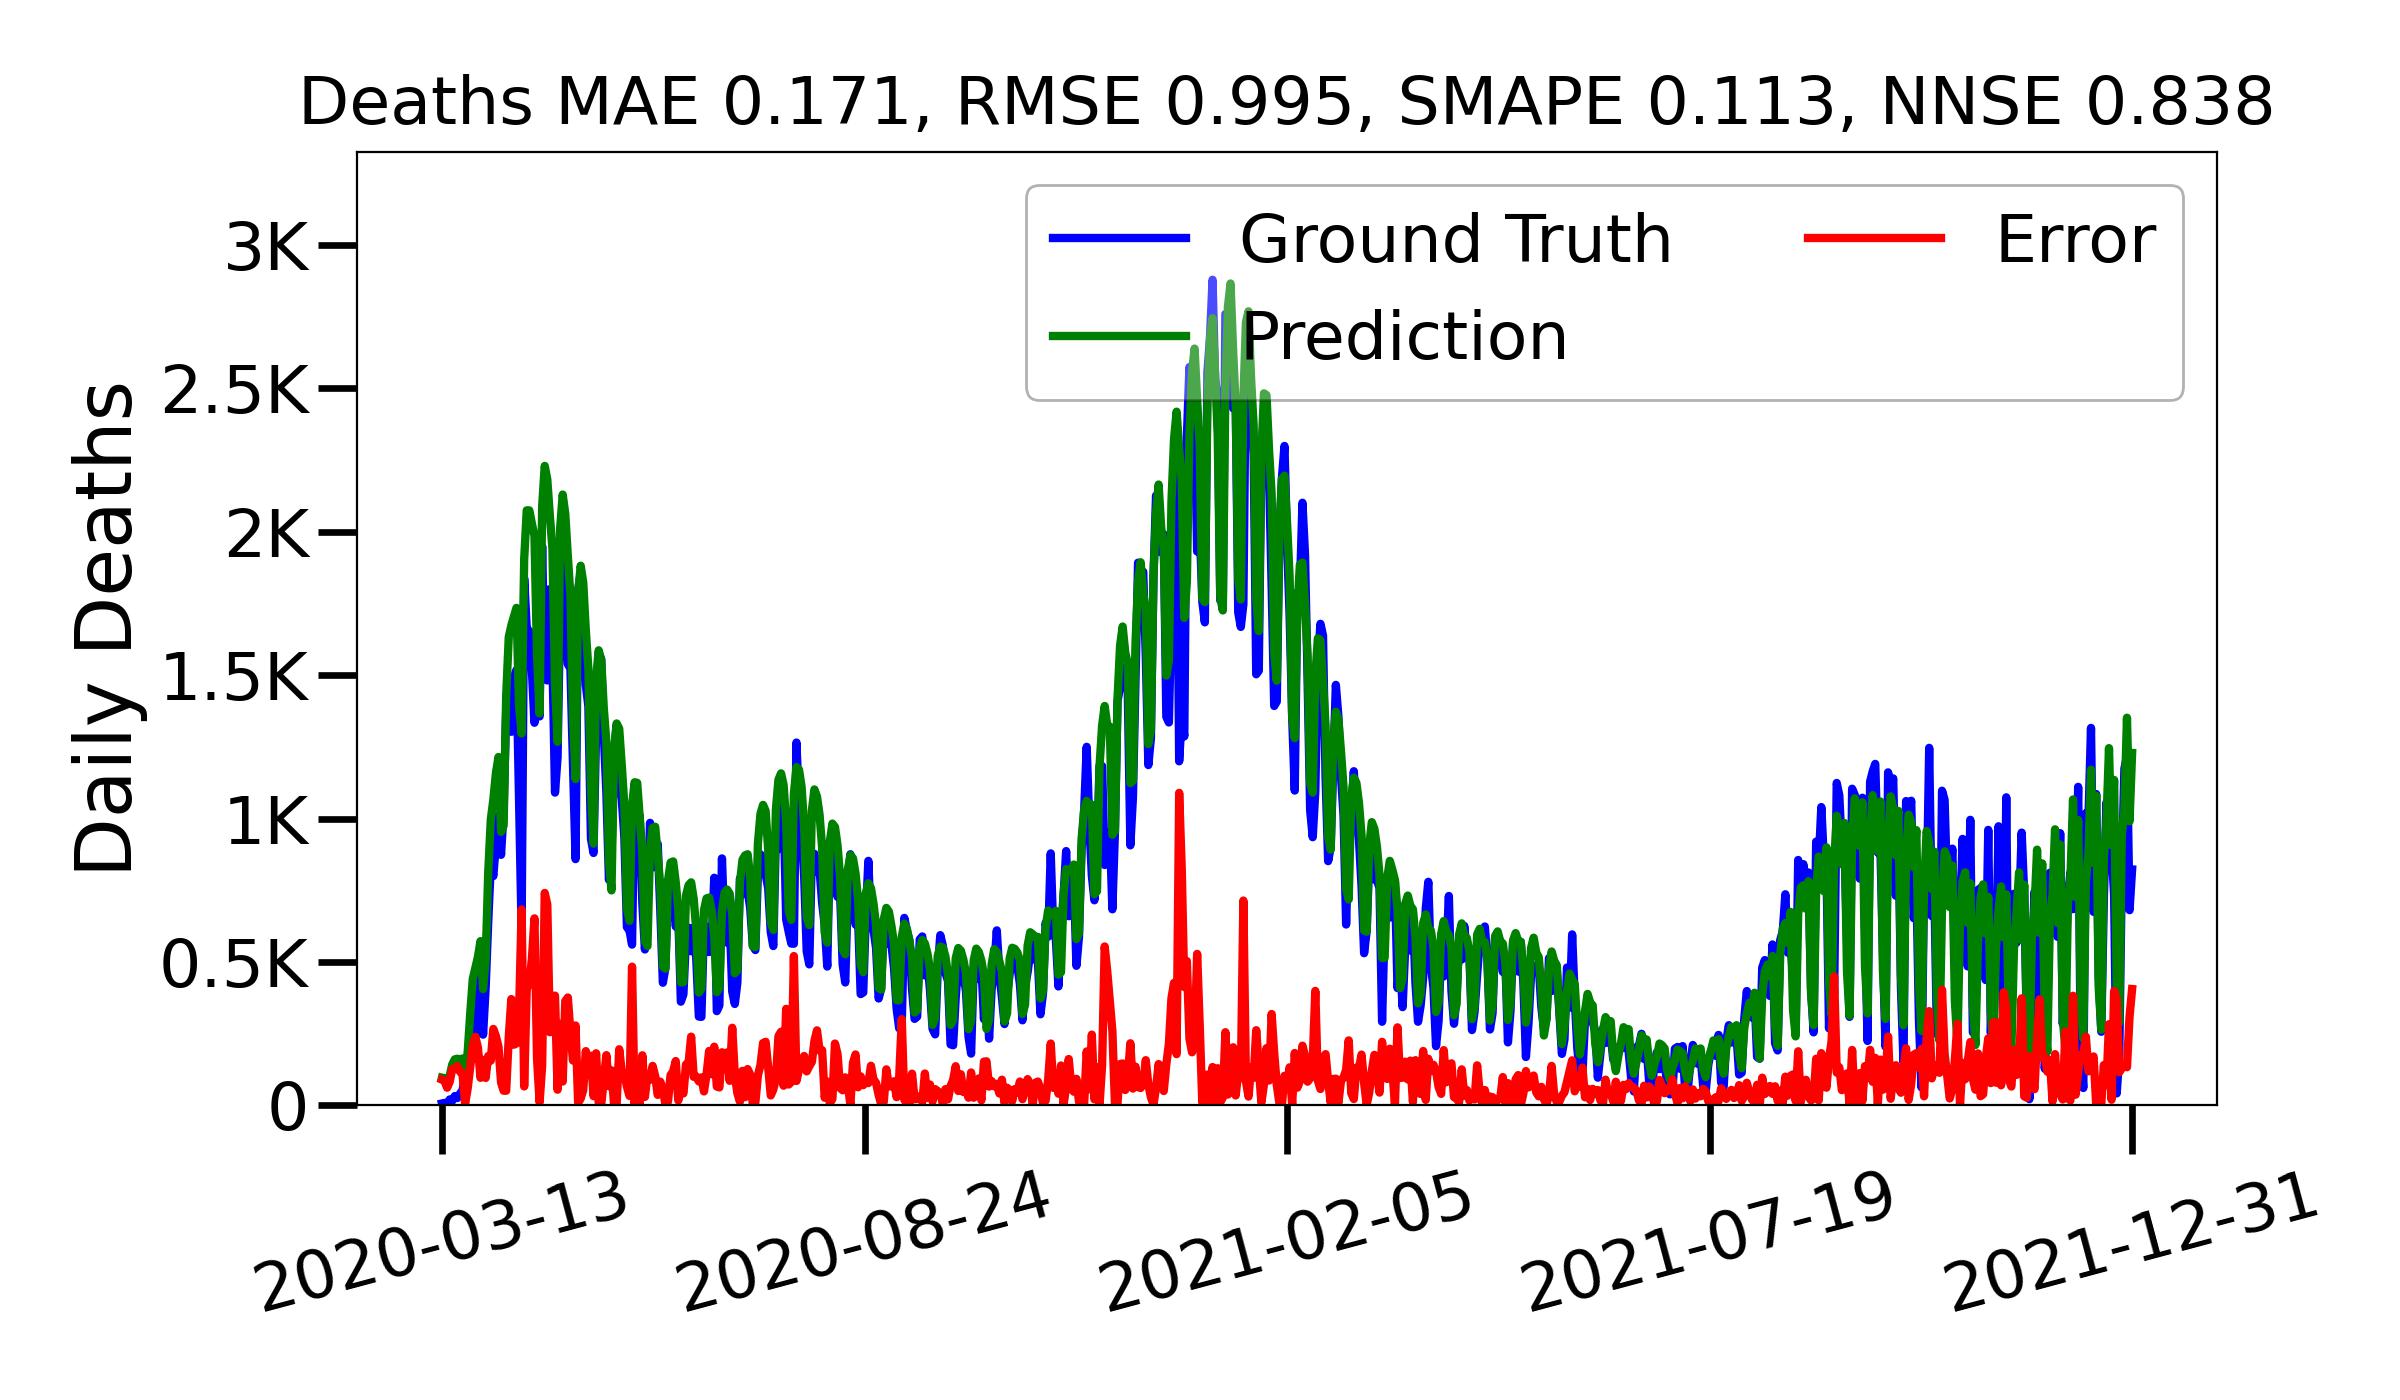 Deaths MAE 0.171, RMSE 0.995, SMAPE 0.113, NNSE 0.838
Ground Truth
Prediction
Error
Daily Deaths
3K
2.5K
2K
1.5K
1K
0.5K
0
2020-03-13
2020-08-24
2021-02-05
2021-07-19
2021-12-31